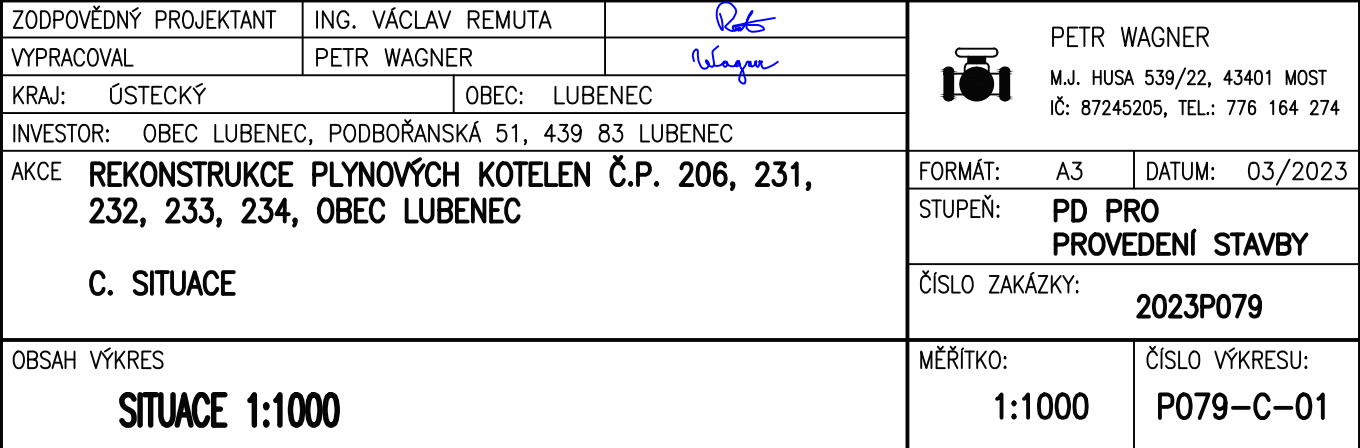 ZODPOVĚDNÝ PROJEKTANT ING. VÁCLAV REMUTA
VYPRACOVAL PETR WAGNER Wagner
KRAJ: ÚSTECKÝ OBEC: LUBENEC
INVESTOR: OBEC LUBENEC, PODBOŘANSKÁ 51, 439 83 LUBENEC
AKCE REKONSTRUKCE PLYNOVÝCH KOTELEN Č.P. 206, 231,
232, 233, 234, OBEC LUBENEC
C. SITUACE
OBSAH VÝKRES
SITUACE 1:1000
PETR WAGNER
M.J. HUSA 539/22, 43401 MOST
IČ: 87245205, TEL.: 776 164 274
FORMÁT: A3 DATUM: 03/2023
STUPEŇ: PD PRO
PROVEDENÍ STAVBY
ČÍSLO ZAKÁZKY:
2023P079
MĚŘÍTKO: ČÍSLO VÝKRESU:
1:1000 P079-C-01